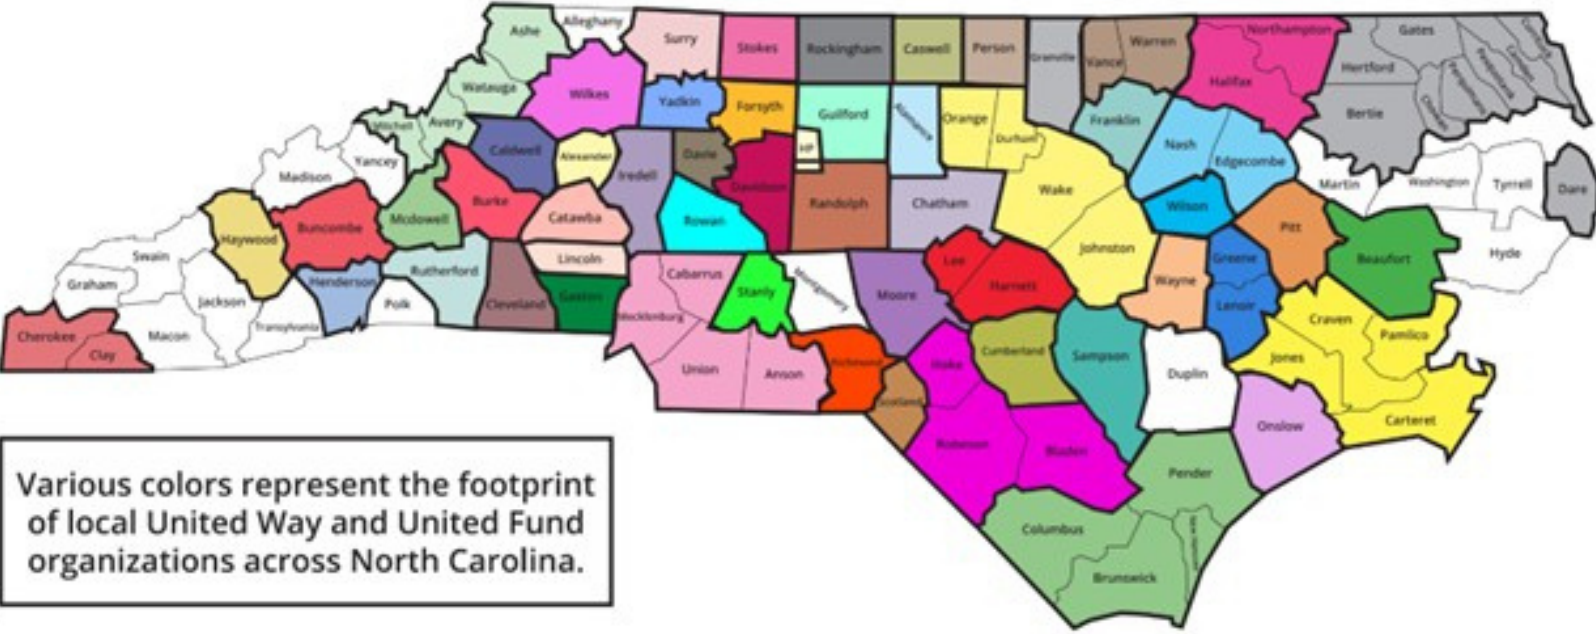 Ashe
Alleghany
Surry
Stokes
Rockingham
Caswell
Person
Granville
Vance
Warren
Northampton
Halifax
Gates
Hertford
Bertie
Watauga
Wilkes
Yadkin
Forsyth
Guilford
Alamance
Orange
Durham
Franklin
Nash
Edgecombe
Mitchell
Avery
Caldwell
Alexander
Iredell
Davie
HP
Davidson
Madison
Yancey
Martin
Washington
Tyrrell
Dare
Haywood
Buncombe
Mcdowell
Burke
Catawba
Rowan
Randolph
Chatham
Wake
Wilson
Pitt
Beaufort
Hyde
Swain
Graham
Jackson
Henderson
Rutherford
Lincoln
Cabarrus
Stanly
Montgomery
Moore
Lee
Harnett
Johnston
Wayne
Greene
Lenoir
Craven
Pamlico
Cherokee
Clay
Macon
Transylvania
Polk
Cleveland
Gaston
Mecklenburg
Union
Anson
Richmond
Scotland
Hoke
Cumberland
Sampson
Duplin
Jones
Carteret
Onslow
Robeson
Bladen
Pender
Columbus
Brunswick
Various colors represent the footprint
of local United Way and United Fund
organizations across North Carolina.